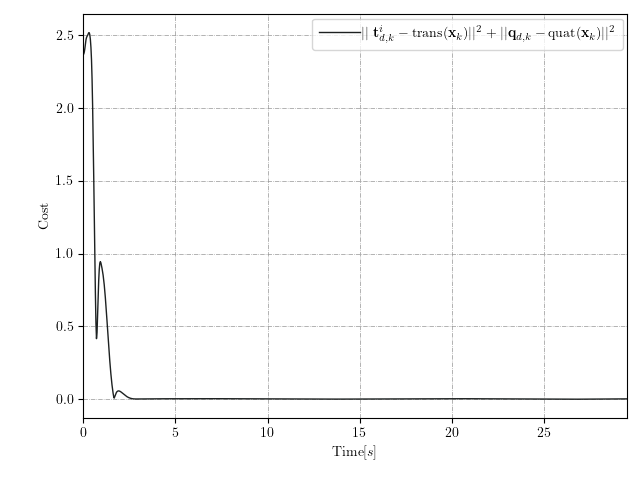 || t^i_{d,k} − trans(x_k)||^2 + ||q_{d,k} − quat(x_k)||^2
2.5
2.0
1.5
1.0
0.5
0.0
Cost
0 5 10 15 20 25
Time[s]